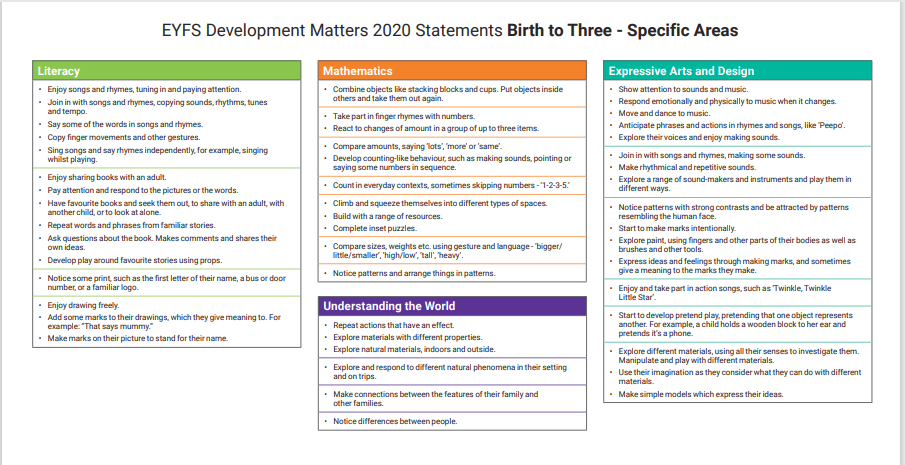 EYFS Development Matters 2020 Statements Birth to Three - Specific Areas
Literacy
• Enjoy songs and rhymes, tuning in and paying attention.
• Join in with songs and rhymes, copying sounds, rhythms, tunes
and tempo.
• Say some of the words in songs and rhymes.
• Copy finger movements and other gestures.
• Sing songs and say rhymes independently, for example, singing
whilst playing.
• Enjoy sharing books with an adult.
• Pay attention and respond to the pictures or the words.
• Have favourite books and seek them out, to share with an adult, with
another child, or to look at alone.
• Repeat words and phrases from familiar stories.
• Ask questions about the book. Makes comments and shares their
own ideas.
• Develop play around favourite stories using props.
• Notice some print, such as the first letter of their name, a bus or door
number, or a familiar logo.
• Enjoy drawing freely.
• Add some marks to their drawings, which they give meaning to. For
example: “That says mummy.”
• Make marks on their picture to stand for their name.
Mathematics
• Combine objects like stacking blocks and cups. Put objects inside
others and take them out again.
• Take part in finger rhymes with numbers.
• React to changes of amount in a group of up to three items.
• Compare amounts, saying ‘lots’, ‘more’ or ‘same’.
• Develop counting-like behaviour, such as making sounds, pointing or
saying some numbers in sequence.
• Count in everyday contexts, sometimes skipping numbers - ‘1-2-3-5.’
• Climb and squeeze themselves into different types of spaces.
• Build with a range of resources.
• Complete inset puzzles.
• Compare sizes, weights etc. using gesture and language - ‘bigger/
little/smaller’, ‘high/low’, ‘tall’, ‘heavy’.
• Notice patterns and arrange things in patterns.
Understanding the World
• Repeat actions that have an effect.
• Explore materials with different properties.
• Explore natural materials, indoors and outside.
• Explore and respond to different natural phenomena in their setting
and on trips.
• Make connections between the features of their family and
other families.
• Notice differences between people.
Expressive Arts and Design
• Show attention to sounds and music.
• Respond emotionally and physically to music when it changes.
• Move and dance to music.
• Anticipate phrases and actions in rhymes and songs, like ‘Peepo’.
• Explore their voices and enjoy making sounds.
• Join in with songs and rhymes, making some sounds.
• Make rhythmical and repetitive sounds.
• Explore a range of sound-makers and instruments and play them in
different ways.
• Notice patterns with strong contrasts and be attracted by patterns
resembling the human face.
• Start to make marks intentionally.
• Explore paint, using fingers and other parts of their bodies as well as
brushes and other tools.
• Express ideas and feelings through making marks, and sometimes
give a meaning to the marks they make.
• Enjoy and take part in action songs, such as ‘Twinkle, Twinkle
Little Star’.
• Start to develop pretend play, pretending that one object represents
another. For example, a child holds a wooden block to her ear and
pretends it’s a phone.
• Explore different materials, using all their senses to investigate them.
Manipulate and play with different materials.
• Use their imagination as they consider what they can do with different
materials.
• Make simple models which express their ideas.